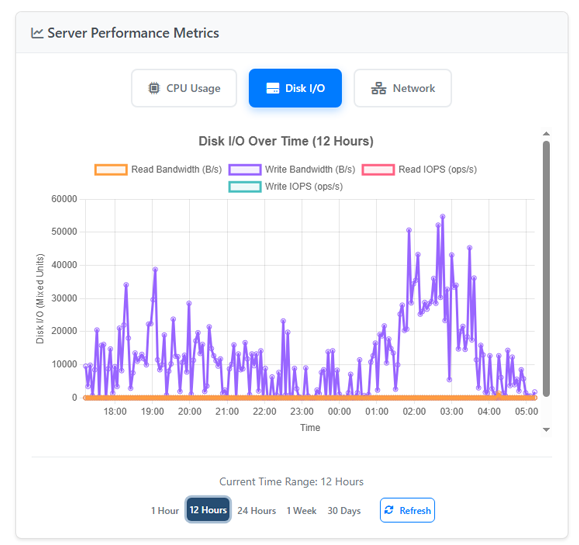 Server Performance Metrics
CPU Usage
Disk I/O
Network
Disk I/O Over Time (12 Hours)
Read Bandwidth (B/s) Write Bandwidth (B/s) Read IOPS (ops/s)
Write IOPS (ops/s)
60000
50000
40000
30000
20000
10000
0
Disk I/O (Mixed Units)
18:00 19:00 20:00 21:00 22:00 23:00 00:00 01:00 02:00 03:00 04:00 05:00
Time
Current Time Range: 12 Hours
1 Hour 12 Hours 24 Hours 1 Week 30 Days Refresh